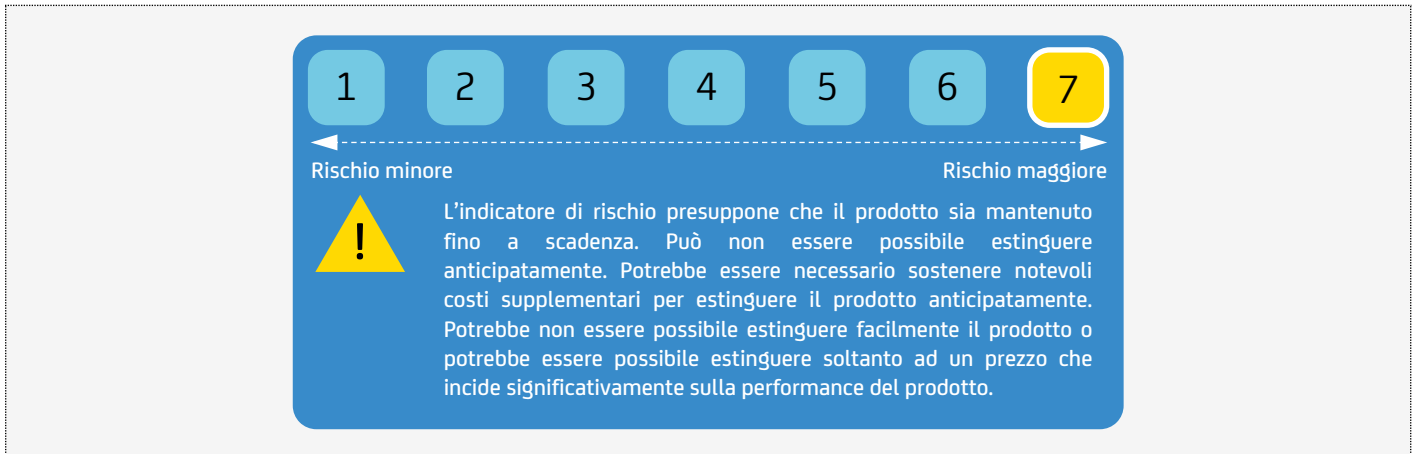 1 2 3 4 5 6 7
Rischio minore Rischio maggiore
!
L’indicatore di rischio presuppone che il prodotto sia mantenuto
fino a scadenza. Può non essere possibile estinguere
anticipatamente. Potrebbe essere necessario sostenere notevoli
costi supplementari per estinguere il prodotto anticipatamente.
Potrebbe non essere possibile estinguere facilmente il prodotto o
potrebbe essere possibile estinguere soltanto ad un prezzo che
incide significativamente sulla performance del prodotto.